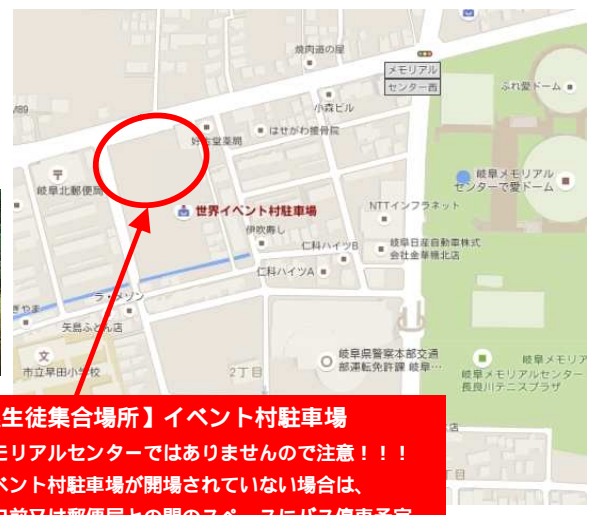 焼肉道の屋
メモリアル
センター西
ふれ愛ドーム
小森ビル
はせがわ接骨院
好古堂薬局
〒
岐阜北郵便局
岐阜メモリアル
センターで愛ドーム
世界イベント村駐車場
NTTインフラネット
伊吹寿し
仁科ハイツB
岐阜日産自動車株式
会社金華橋北店
仁科ハイツA
ラ・メゾン
ぎやま
矢島ふとん店
文
市立早田小学校
2丁目
岐阜県警察本部交通
部運転免許課 岐阜…
岐阜メモリア
岐阜メモリアルセンター
長良川テニスプラザ
生徒集合場所】イベント村駐車場
モリアルセンターではありませんので注意！！！
ベント村駐車場が開場されていない場合は、